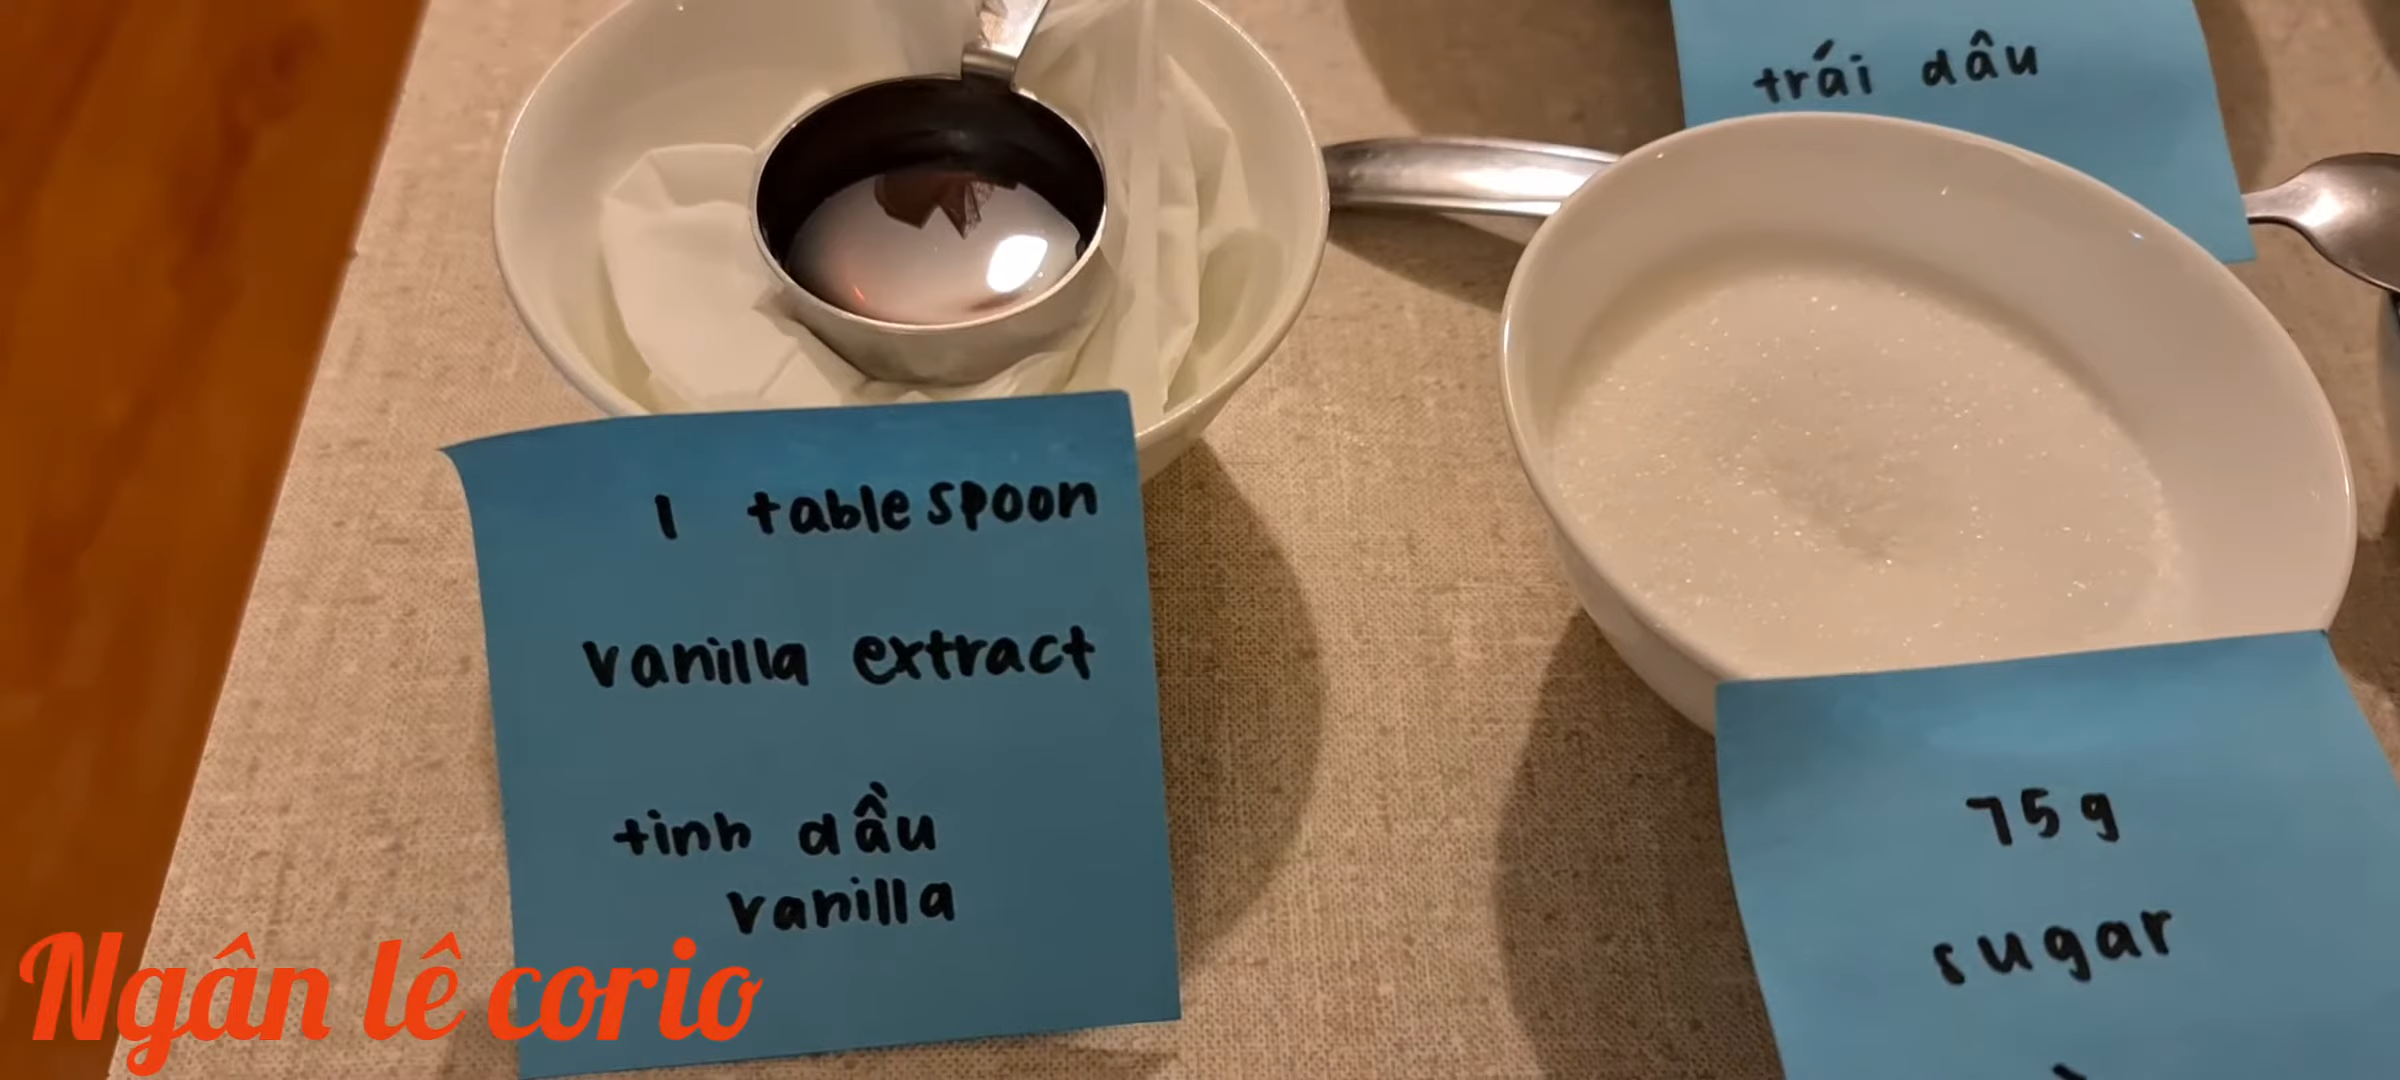 trái dâu
1 tablespoon
vanilla extract
tinh dầu
vanilla
75g
sugar
Ngân lê corio